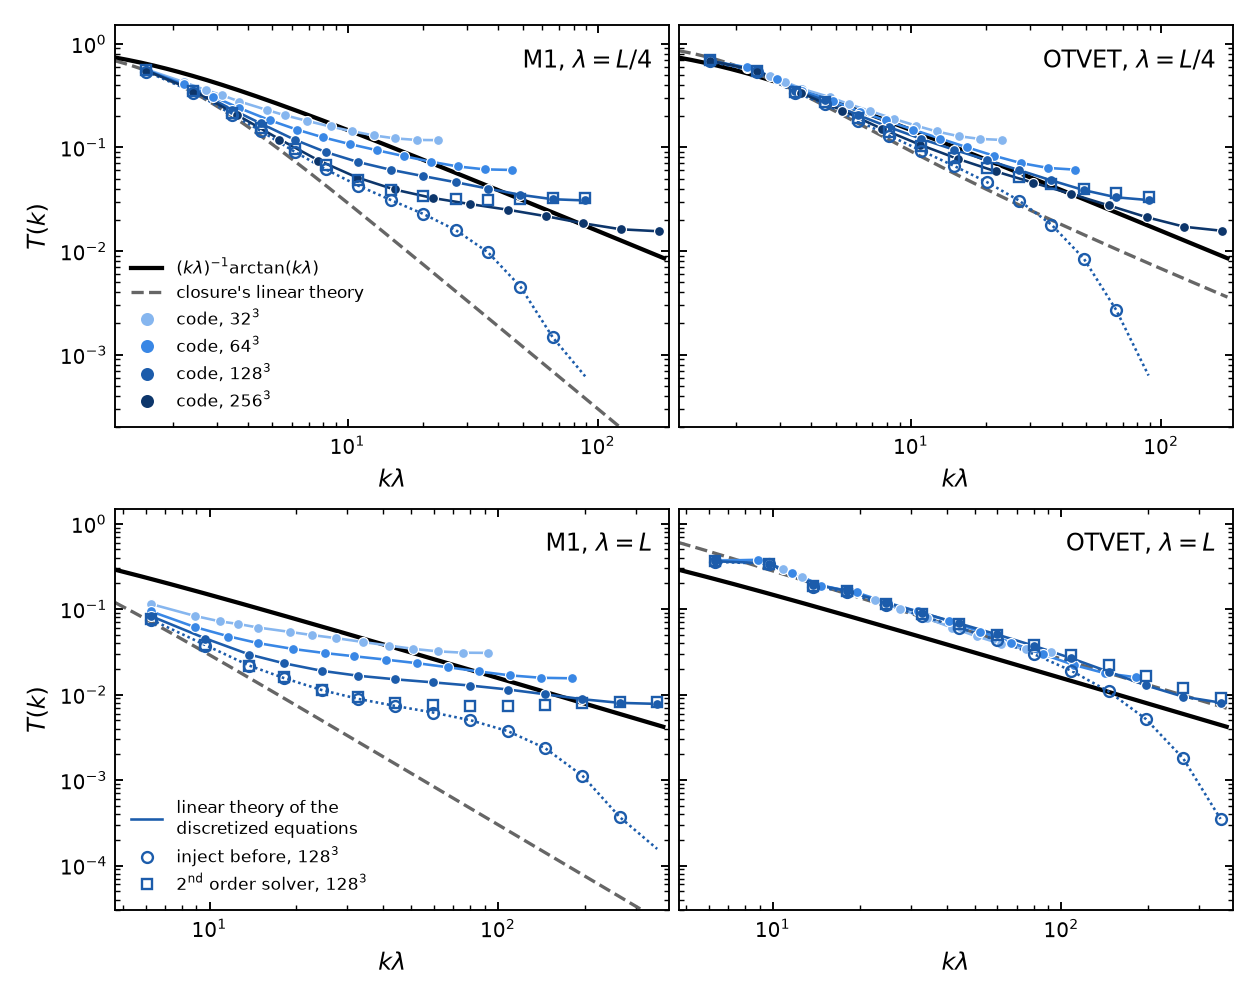 M1, λ = L/4
OTVET, λ = L/4
10⁰
10⁻¹
10⁻²
10⁻³
T(k)
(kλ)⁻¹arctan(kλ)
closure's linear theory
code, 32³
code, 64³
code, 128³
code, 256³
10¹
10²
10¹
10²
kλ
kλ
M1, λ = L
OTVET, λ = L
10⁰
10⁻¹
10⁻²
10⁻³
10⁻⁴
T(k)
linear theory of the
discretized equations
inject before, 128³
2ⁿᵈ order solver, 128³
10¹
10²
10¹
10²
kλ
kλ